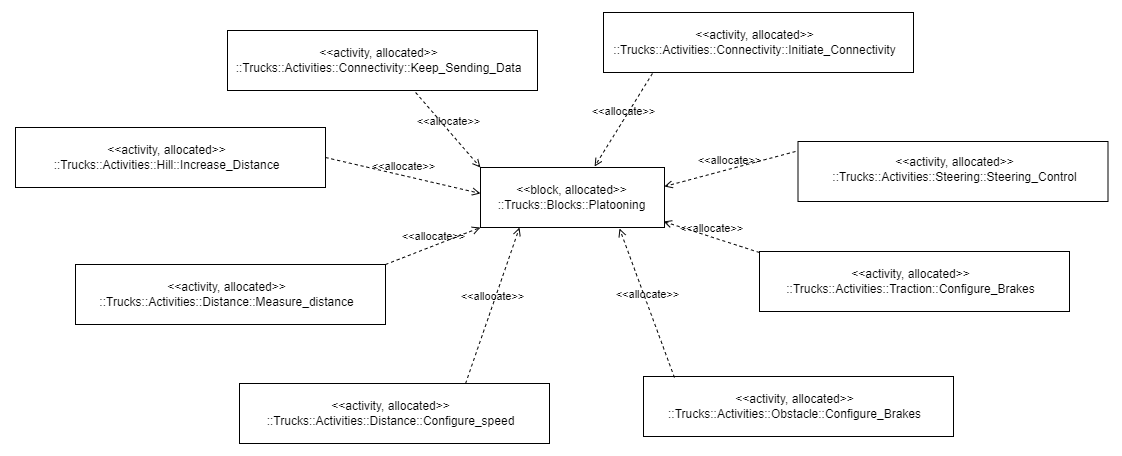 <<activity, allocated>>
::Trucks::Activities::Connectivity::Initiate_Connectivity
<<activity, allocated>>
::Trucks::Activities::Connectivity::Keep_Sending_Data
<<allocate>>
<<allocate>>
<<activity, allocated>>
::Trucks::Activities::Hill::Increase_Distance
<<allocate>>
<<allocate>>
<<activity, allocated>>
::Trucks::Activities::Steering::Steering_Control
<<block, allocated>>
::Trucks::Blocks::Platooning
<<allocate>>
<<allocate>>
<<activity, allocated>>
::Trucks::Activities::Distance::Measure_distance
<<activity, allocated>>
::Trucks::Activities::Traction::Configure_Brakes
<<allocate>>
<<allocate>>
<<activity, allocated>>
::Trucks::Activities::Distance::Configure_speed
<<activity, allocated>>
::Trucks::Activities::Obstacle::Configure_Brakes